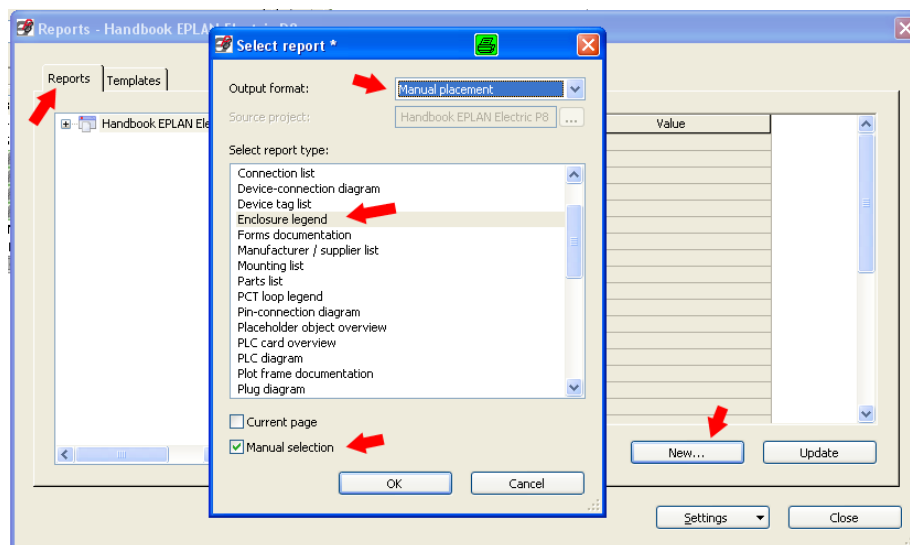 Reports - Handbook EPLA
Select report *
Reports
Templates
Output format:
Manual placement
Source project:
Handbook EPLAN Electric P8
...
Handbook EPLAN Ele
Value
Select report type:
Connection list
Device-connection diagram
Device tag list
Enclosure legend
Forms documentation
Manufacturer / supplier list
Mounting list
Parts list
PCT loop legend
Pin-connection diagram
Placeholder object overview
PLC card overview
PLC diagram
Plot frame documentation
Plug diagram
Current page
Manual selection
New...
Update
OK
Cancel
Settings
Close